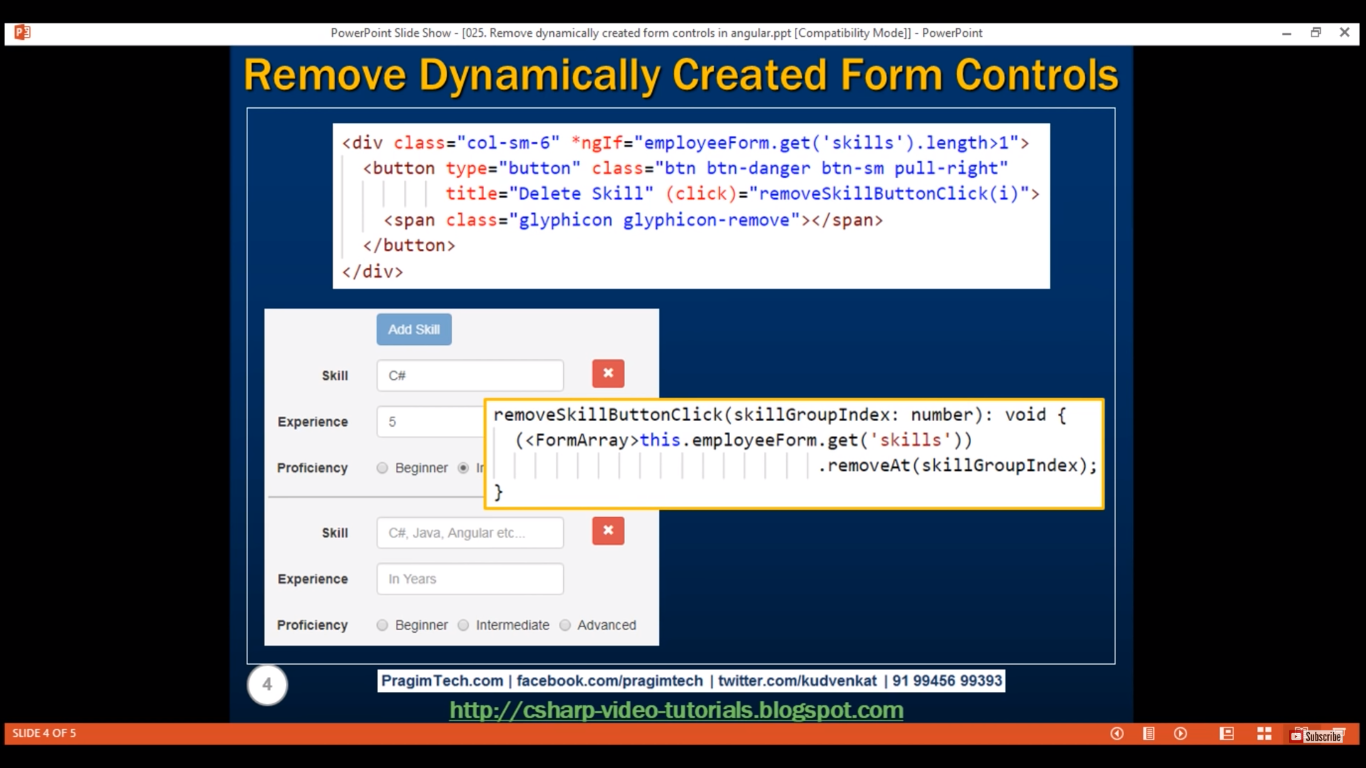 PowerPoint Slide Show - [025. Remove dynamically created form controls in angular.ppt [Compatibility Mode]] - PowerPoint
Remove Dynamically Created Form Controls
<div class="col-sm-6" *ngIf="employeeForm.get('skills').length>1">
<button type="button" class="btn btn-danger btn-sm pull-right"
title="Delete Skill" (click)="removeSkillButtonClick(i)">
<span class="glyphicon glyphicon-remove"></span>
</button>
</div>
Add Skill
Skill C#
Experience 5
Proficiency Beginner
removeSkillButtonClick(skillGroupIndex: number): void {
(<FormArray>this.employeeForm.get('skills'))
.removeAt(skillGroupIndex);
}
Skill C#, Java, Angular etc...
Experience In Years
Proficiency Beginner Intermediate Advanced
4
PragimTech.com | facebook.com/pragimtech | twitter.com/kudvenkat | 91 99456 99393
http://csharp-video-tutorials.blogspot.com
SLIDE 4 OF 5
Subscribe